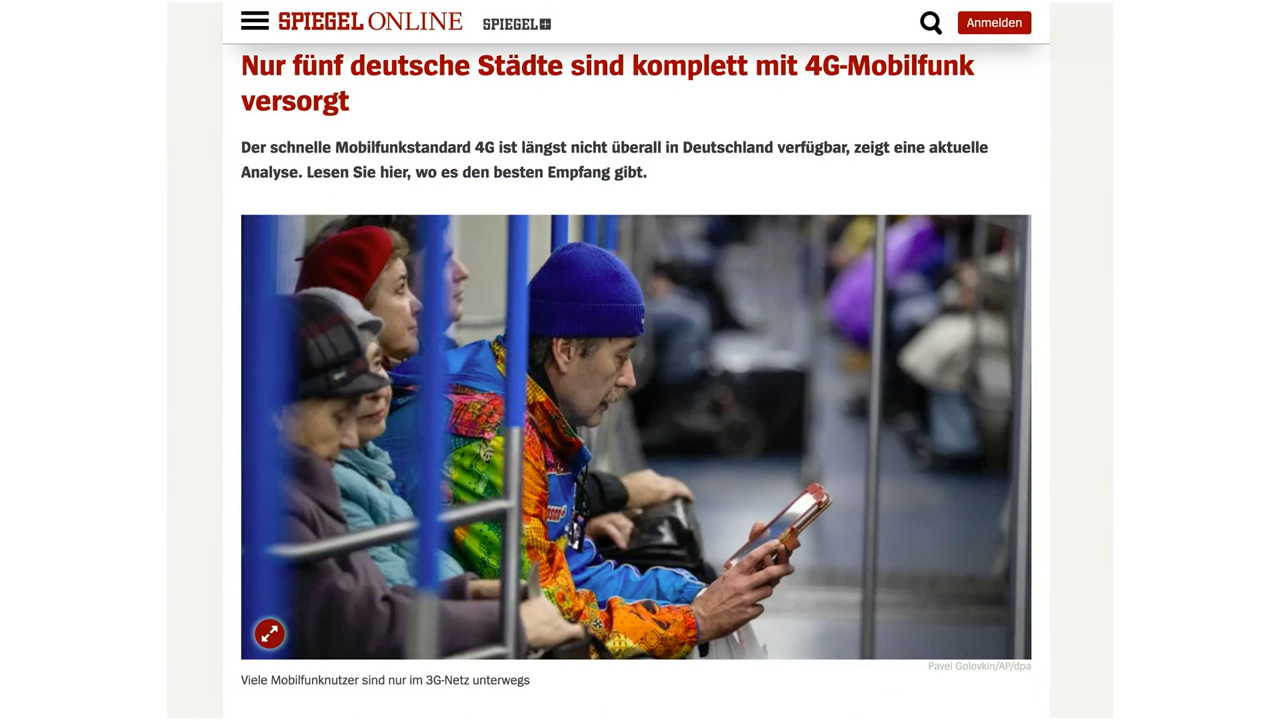 SPIEGEL ONLINE SPIEGEL+ Anmelden
Nur fünf deutsche Städte sind komplett mit 4G-Mobilfunk
versorgt
Der schnelle Mobilfunkstandard 4G ist längst nicht überall in Deutschland verfügbar, zeigt eine aktuelle
Analyse. Lesen Sie hier, wo es den besten Empfang gibt.
Pavel Golovkin/AP/dpa
Viele Mobilfunknutzer sind nur im 3G-Netz unterwegs